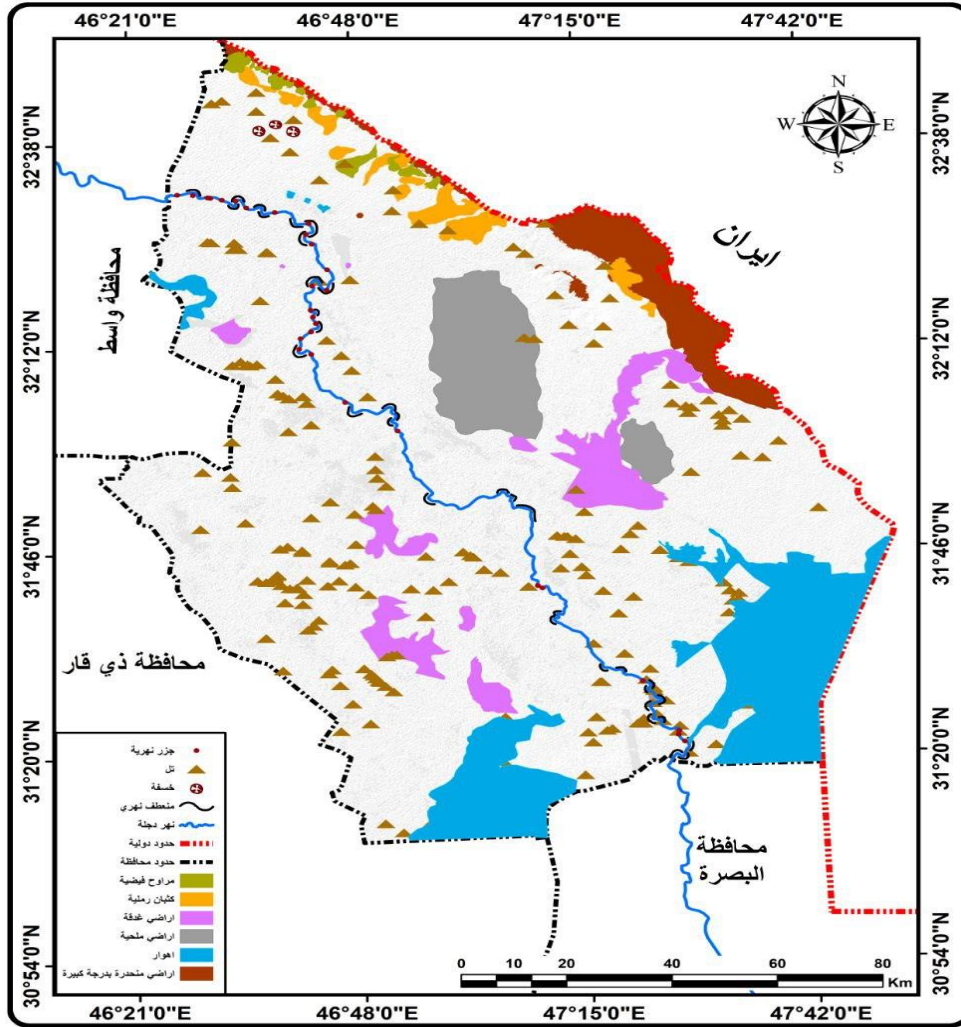 46°21'0"E 46°48'0"E 47°15'0"E 47°42'0"E
32°38'0"N
32°38'0"N
N
W E
S
ايران
محافظة واسط
32°12'0"N
32°12'0"N
31°46'0"N
31°46'0"N
محافظة ذي قار
31°20'0"N
31°20'0"N
جزر نهرية
تل
خسفة
منعطف نهري
نهر دجلة
حدود دولية
حدود محافظة
مراوح فيضية
كثبان رملية
اراضي غدقة
اراضي ملحية
اهوار
اراضي منحدرة بدرجة كبيرة
محافظة
البصرة
30°54'0"N
30°54'0"N
0 10 20 40 60 80
Km
46°21'0"E 46°48'0"E 47°15'0"E 47°42'0"E